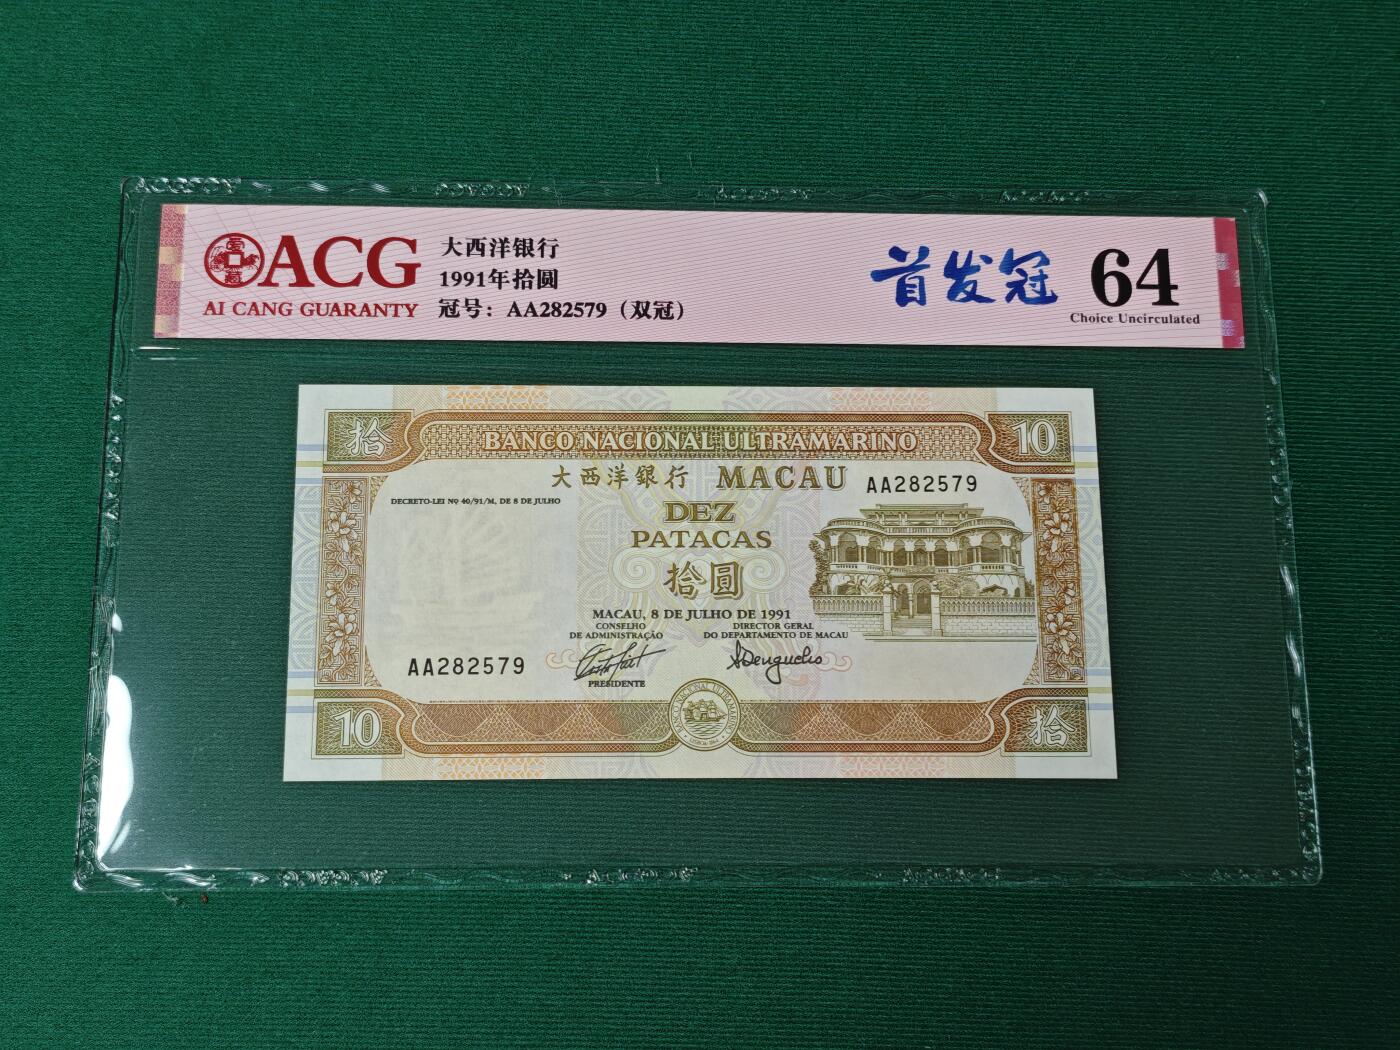 ACG
AI CANG GUARANTY
大西洋银行
1991年拾圆
冠号：AA282579（双冠）
首发冠
64
Choice Uncirculated
拾
BANCO NACIONAL ULTRAMARINO
10
大西洋銀行 MACAU AA282579
DECRETO-LEI Nº 40/91/M, DE 8 DE JULHO
DEZ
PATACAS
拾圓
MACAU, 8 DE JULHO DE 1991
CONSELHO
DE ADMINISTRAÇÃO
DIRECTOR GERAL
DO DEPARTAMENTO DE MACAU
AA282579
PRESIDENTE
10
拾